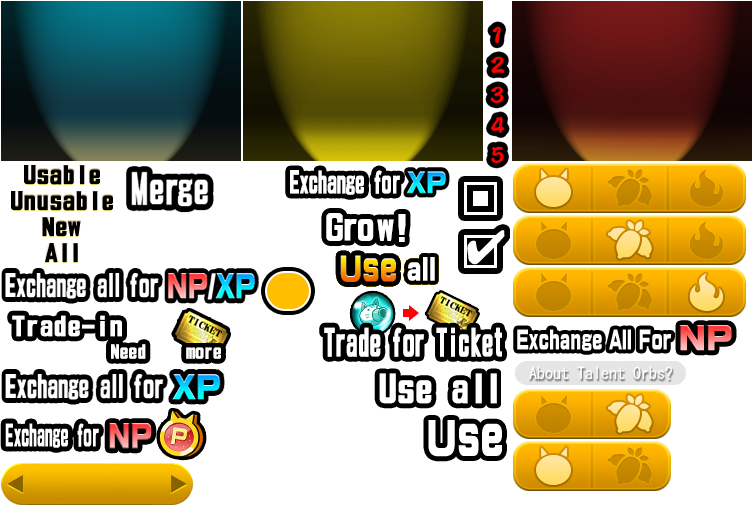 1
2
3
4
5
Usable
Unusable
New
All
Merge
Exchange for XP
Grow!
Use all
Exchange all for NP/XP
Trade-in
Need more
TICKET
TICKET
Trade for Ticket
Exchange All For NP
About Talent Orbs?
Exchange all for XP
Use all
Exchange for NP
P
Use